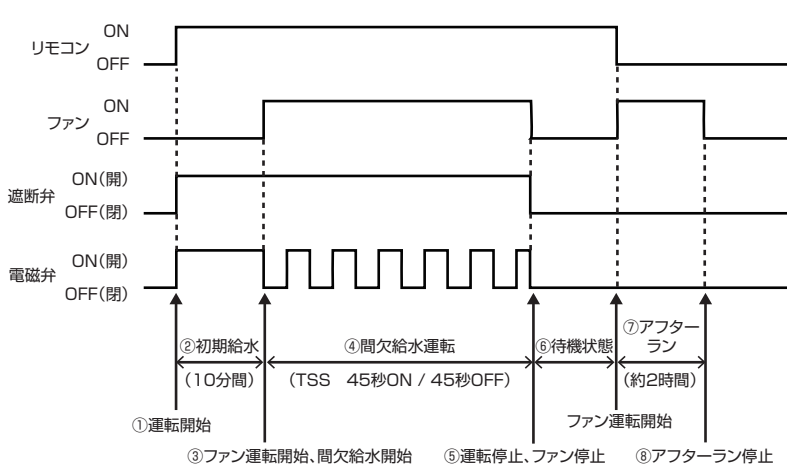 リモコン
ON
OFF
ファン
ON
OFF
遮断弁
ON(開)
OFF(閉)
電磁弁
ON(開)
OFF(閉)
②初期給水
(10分間)
④間欠給水運転
(TSS 45秒ON / 45秒OFF)
⑥待機状態
⑦アフター
ラン
(約2時間)
①運転開始
ファン運転開始
③ファン運転開始、間欠給水開始
⑤運転停止、ファン停止
⑧アフターラン停止